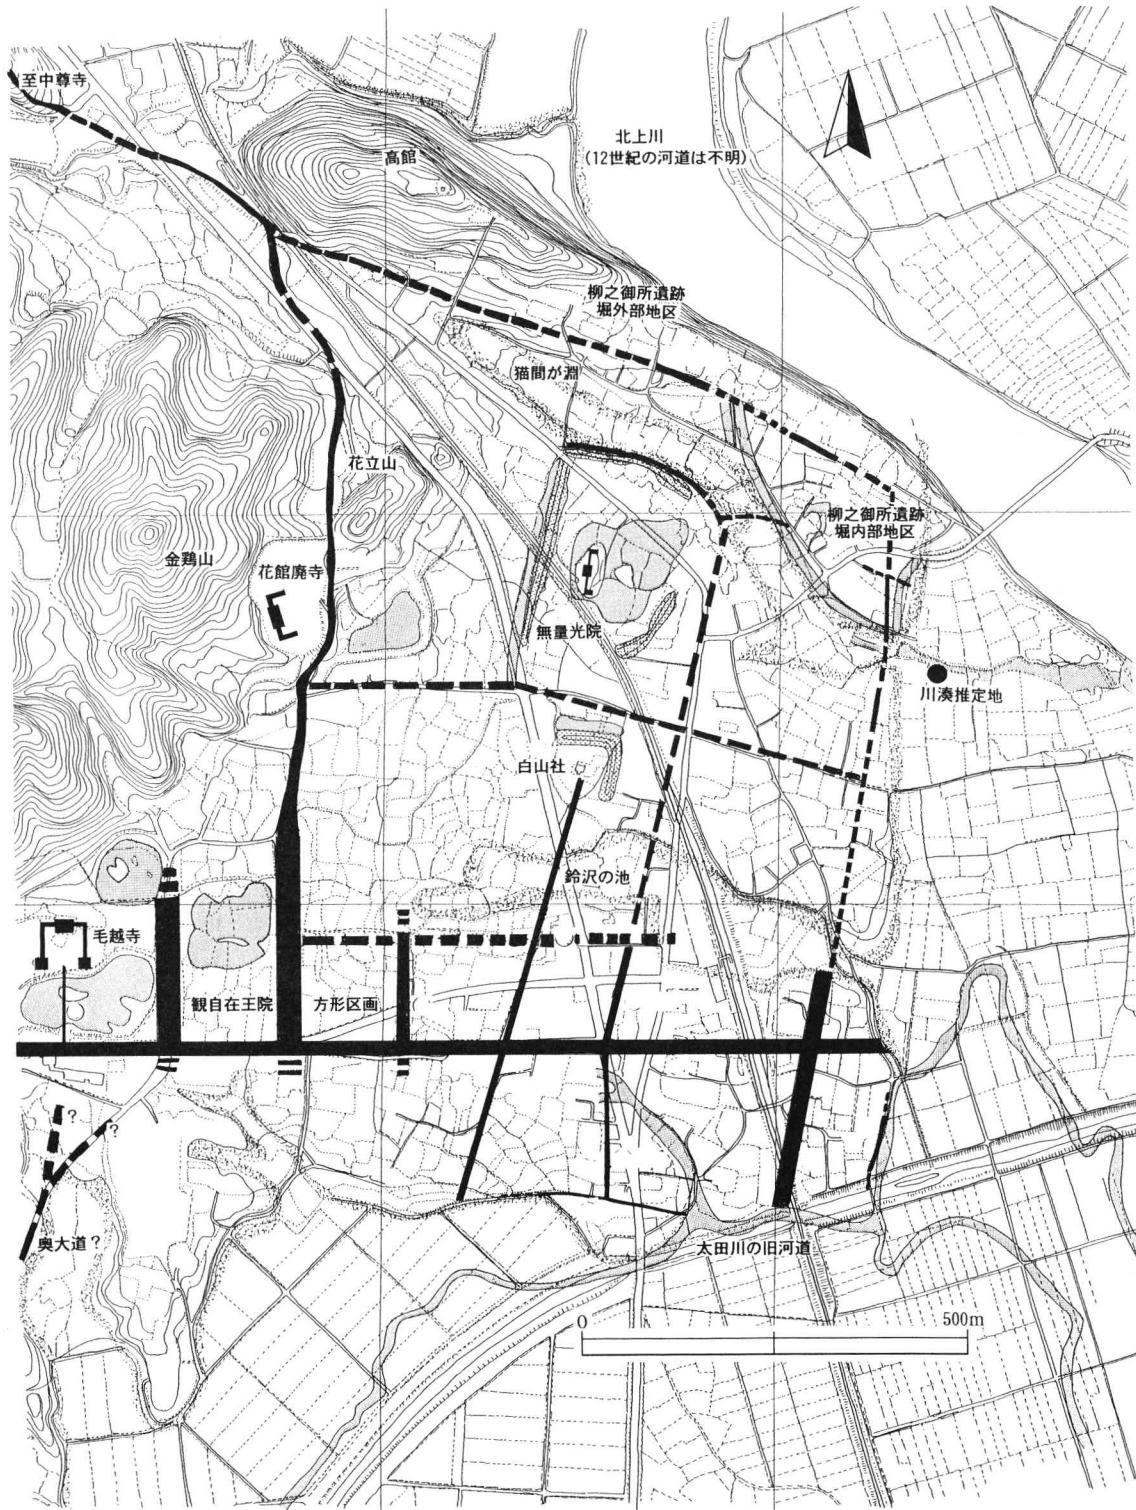 至中尊寺
高館
北上川
(12世紀の河道は不明)
柳之御所遺跡
堀外部地区
猫間が淵
花立山
柳之御所遺跡
堀内部地区
金鶏山
花館廃寺
無量光院
川湊推定地
白山社
鈴沢の池
毛越寺
観自在王院
方形区画
?
?
奥大道?
太田川の旧河道
0
500m